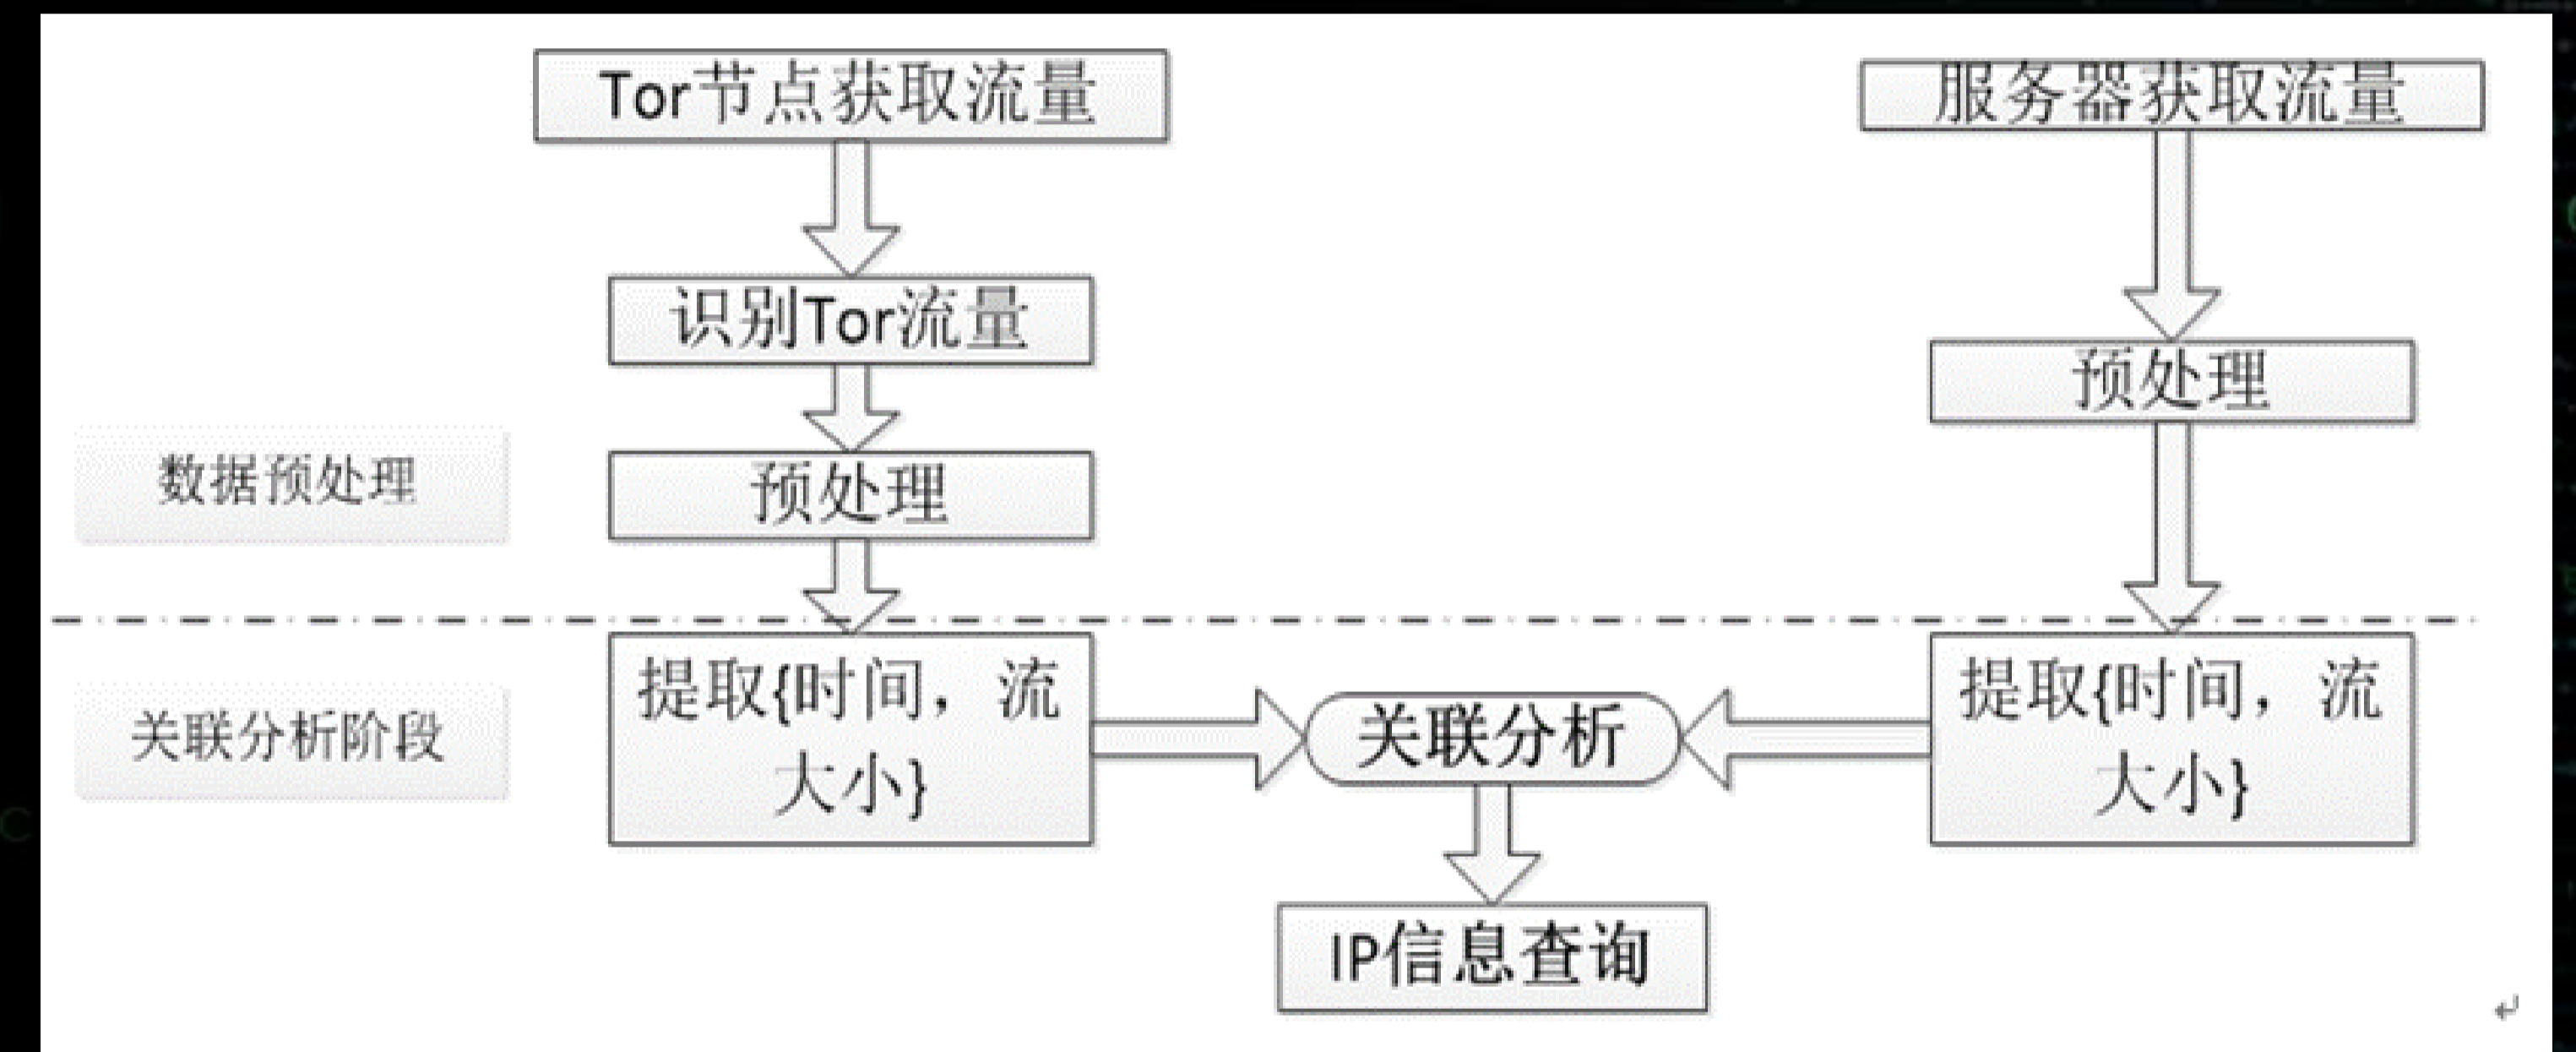 Tor节点获取流量
服务器获取流量
识别Tor流量
预处理
数据预处理
预处理
提取{时间，流
大小}
关联分析
提取{时间，流
大小}
关联分析阶段
IP信息查询